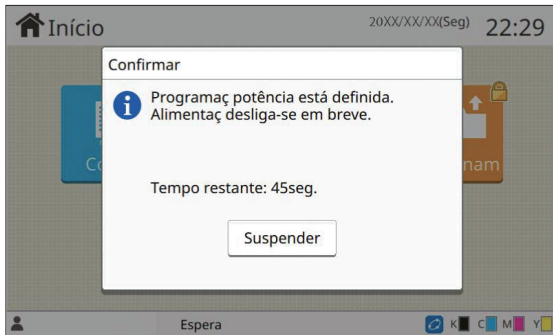 Início
20XX/XX/XX(Seg) 22:29
Confirmar
Programaç potência está definida.
Alimentaç desliga-se em breve.
Tempo restante: 45seg.
Suspender
Espera
K C M Y